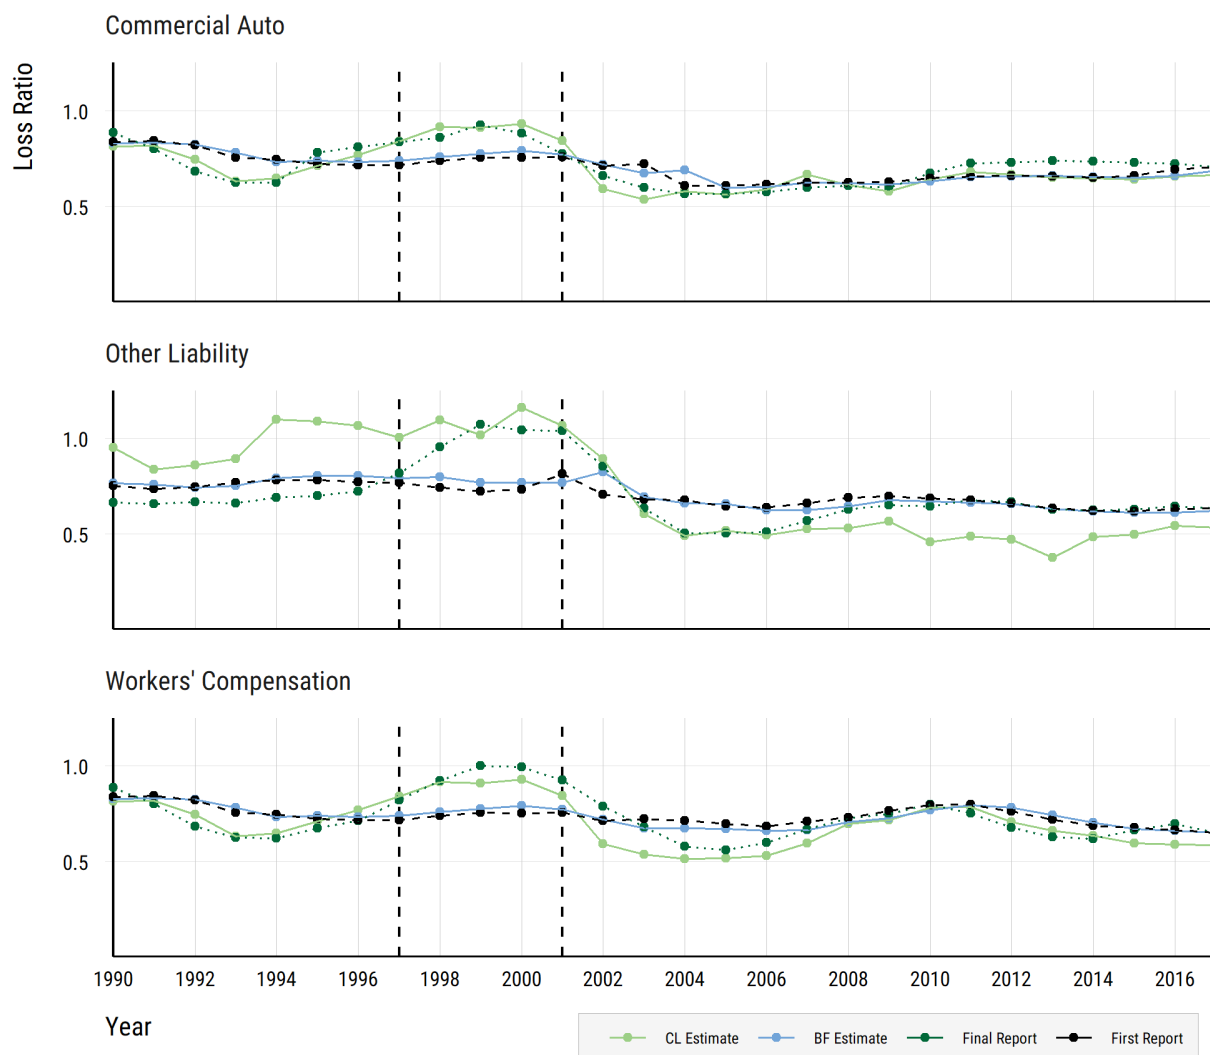 Commercial Auto
Loss Ratio
1.0
0.5
Other Liability
1.0
0.5
Workers' Compensation
1.0
0.5
1990 1992 1994 1996 1998 2000 2002 2004 2006 2008 2010 2012 2014 2016
Year
CL Estimate BF Estimate Final Report First Report